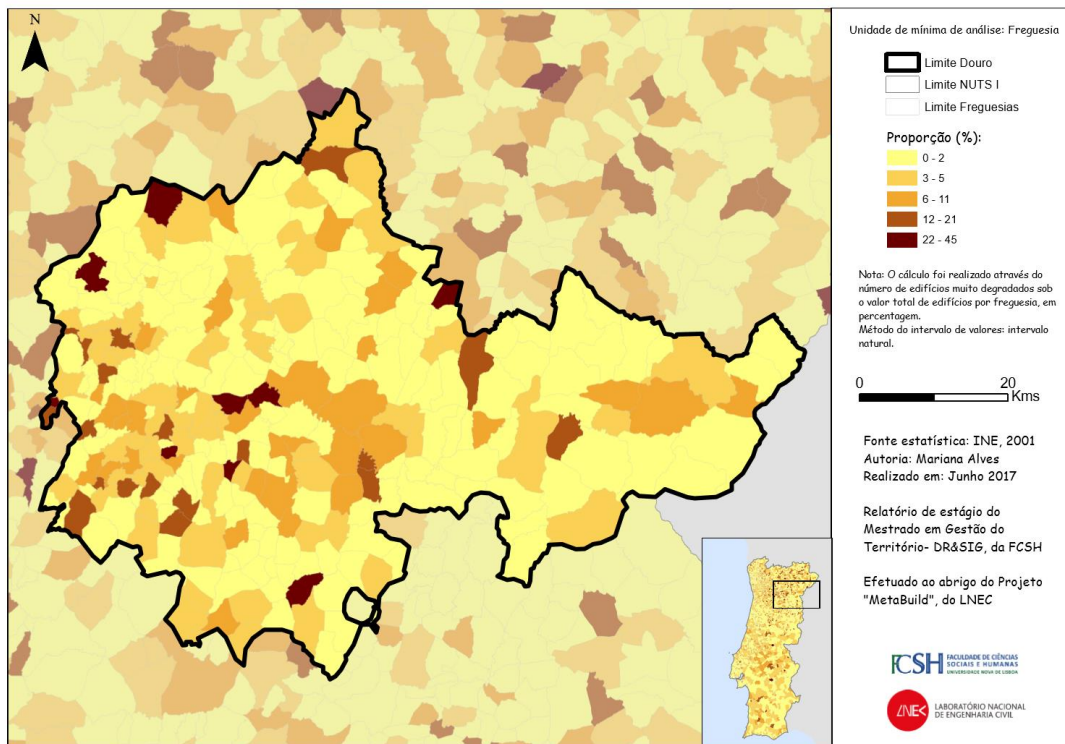 N
Unidade de mínima de análise: Freguesia
Limite Douro
Limite NUTS I
Limite Freguesias
Proporção (%):
0 - 2
3 - 5
6 - 11
12 - 21
22 - 45
Nota: O cálculo foi realizado através do
número de edifícios muito degradados sob
o valor total de edifícios por freguesia, em
percentagem.
Método do intervalo de valores: intervalo
natural.
0 20
Kms
Fonte estatística: INE, 2001
Autoria: Mariana Alves
Realizado em: Junho 2017
Relatório de estágio do
Mestrado em Gestão do
Território- DR&SIG, da FCSH
Efetuado ao abrigo do Projeto
"MetaBuild", do LNEC
FCSH FACULDADE DE CIÊNCIAS
SOCIAIS E HUMANAS
UNIVERSIDADE NOVA DE LISBOA
LNEC LABORATÓRIO NACIONAL
DE ENGENHARIA CIVIL